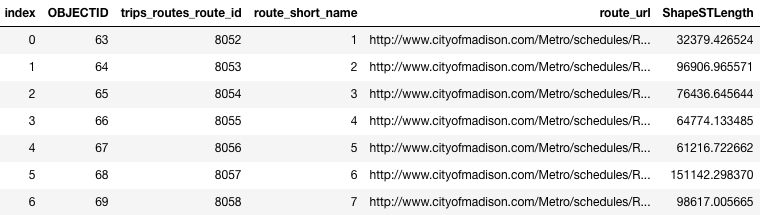 index OBJECTID trips_routes_route_id route_short_name route_url ShapeSTLength
0 63 8052 1 http://www.cityofmadison.com/Metro/schedules/R... 32379.426524
1 64 8053 2 http://www.cityofmadison.com/Metro/schedules/R... 96906.965571
2 65 8054 3 http://www.cityofmadison.com/Metro/schedules/R... 76436.645644
3 66 8055 4 http://www.cityofmadison.com/Metro/schedules/R... 64774.133485
4 67 8056 5 http://www.cityofmadison.com/Metro/schedules/R... 61216.722662
5 68 8057 6 http://www.cityofmadison.com/Metro/schedules/R... 151142.298370
6 69 8058 7 http://www.cityofmadison.com/Metro/schedules/R... 98617.005665